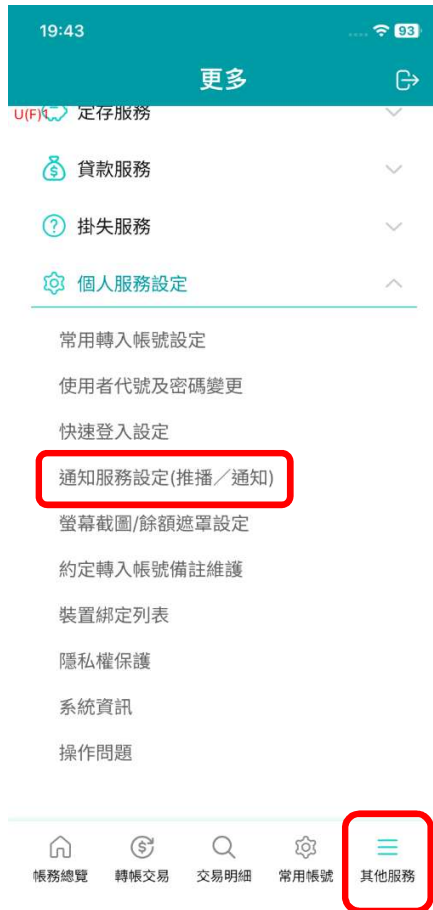 19:43
93
更多
U(F)1
定存服務
貸款服務
掛失服務
個人服務設定
常用轉入帳號設定
使用者代號及密碼變更
快速登入設定
通知服務設定(推播／通知)
螢幕截圖/餘額遮罩設定
約定轉入帳號備註維護
裝置綁定列表
隱私權保護
系統資訊
操作問題
帳務總覽 轉帳交易 交易明細 常用帳號 其他服務